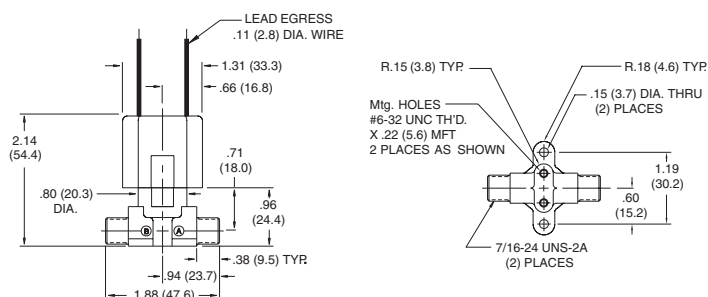 LEAD EGRESS
.11 (2.8) DIA. WIRE
1.31 (33.3)
.66 (16.8)
2.14
(54.4)
.71
(18.0)
.80 (20.3)
DIA.
.96
(24.4)
B
A
.38 (9.5) TYP.
.94 (23.7)
1.88 (47.6)
R.15 (3.8) TYP.
R.18 (4.6) TYP.
.15 (3.7) DIA. THRU
(2) PLACES
Mtg. HOLES
#6-32 UNC TH'D.
X .22 (5.6) MFT
2 PLACES AS SHOWN
1.19
(30.2)
.60
(15.2)
7/16-24 UNS-2A
(2) PLACES